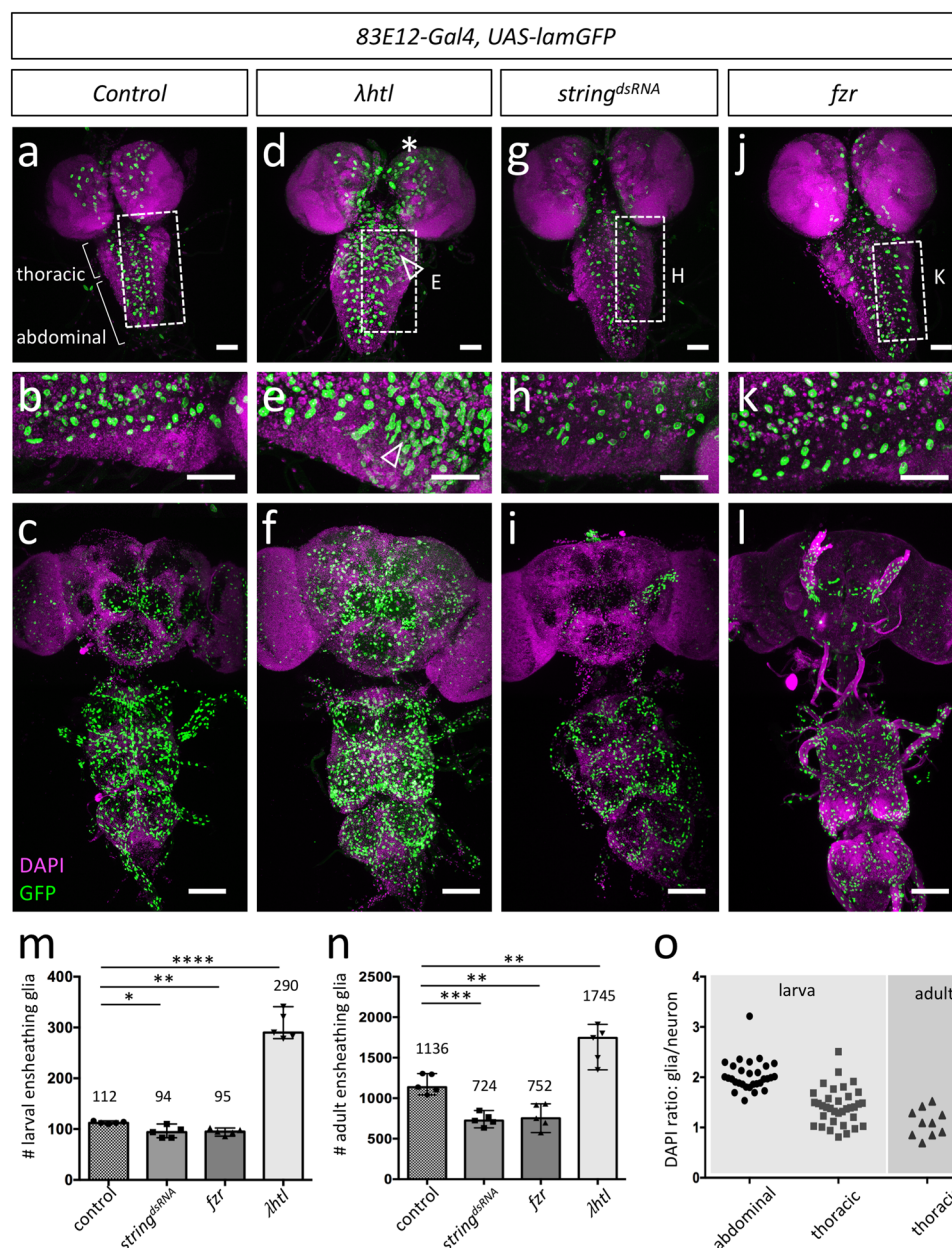 83E12-Gal4, UAS-lamGFP
Control
λhtl
string^dsRNA
fzr
a
thoracic
abdominal
d
*
E
g
H
j
K
b
e
h
k
c
DAPI
GFP
f
i
l
m
# larval ensheathing glia
400
300
200
100
0
****
**
*
112
94
95
290
control
string^dsRNA
fzr
λhtl
n
# adult ensheathing glia
2500
2000
1500
1000
500
0
**
**
***
1136
724
752
1745
control
string^dsRNA
fzr
λhtl
o
DAPI ratio: glia/neuron
4
3
2
1
0
larva
adult
abdominal
thoracic
thoraci